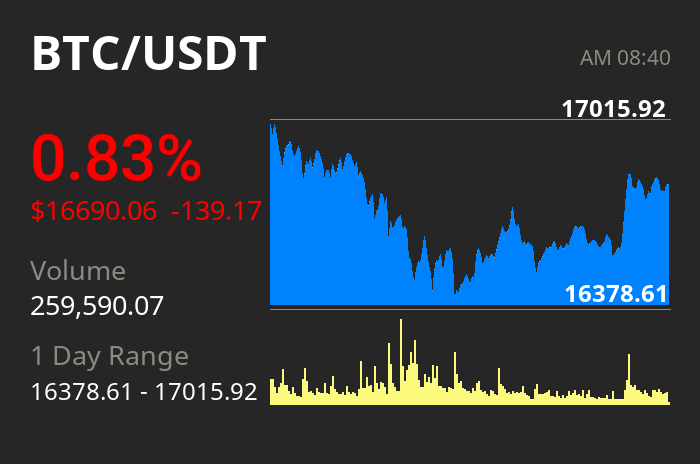 BTC/USDT
AM 08:40
17015.92
0.83%
$16690.06 -139.17
Volume
259,590.07
16378.61
1 Day Range
16378.61 - 17015.92